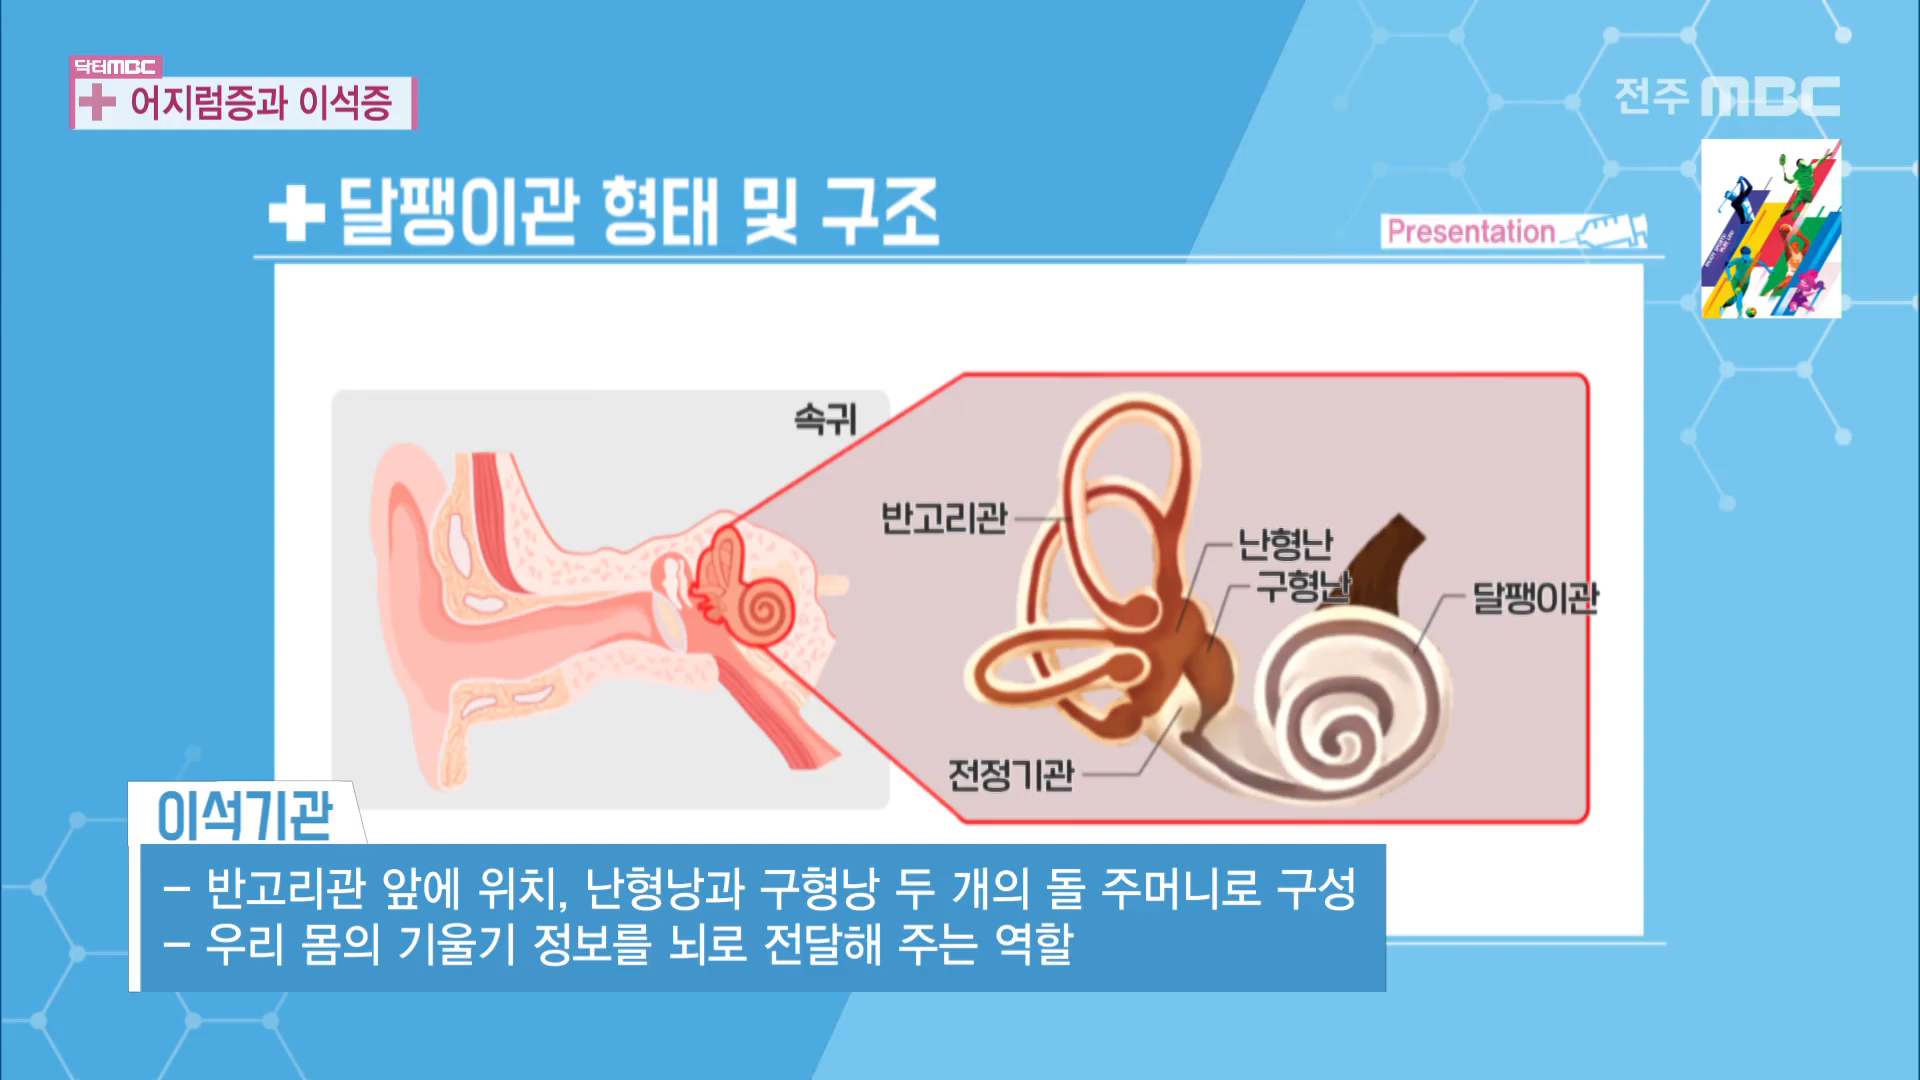 닥터MBC
어지럼증과 이석증
전주 MBC
달팽이관 형태 및 구조
Presentation
속귀
반고리관
난형난
구형난
달팽이관
전정기관
이석기관
- 반고리관 앞에 위치, 난형낭과 구형낭 두 개의 돌 주머니로 구성
- 우리 몸의 기울기 정보를 뇌로 전달해 주는 역할